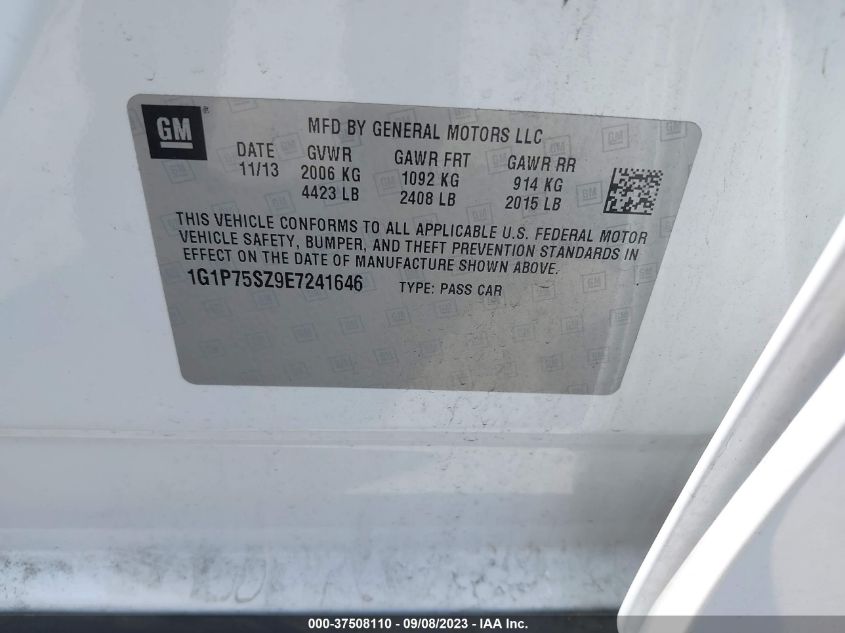 GM
MFD BY GENERAL MOTORS LLC
DATE GVWR GAWR FRT GAWR RR
11/13 2006 KG 1092 KG 914 KG
4423 LB 2408 LB 2015 LB
THIS VEHICLE CONFORMS TO ALL APPLICABLE U.S. FEDERAL MOTOR
VEHICLE SAFETY, BUMPER, AND THEFT PREVENTION STANDARDS IN
EFFECT ON THE DATE OF MANUFACTURE SHOWN ABOVE.
1G1P75SZ9E7241646 TYPE: PASS CAR
000-37508110 - 09/08/2023 - IAA Inc.